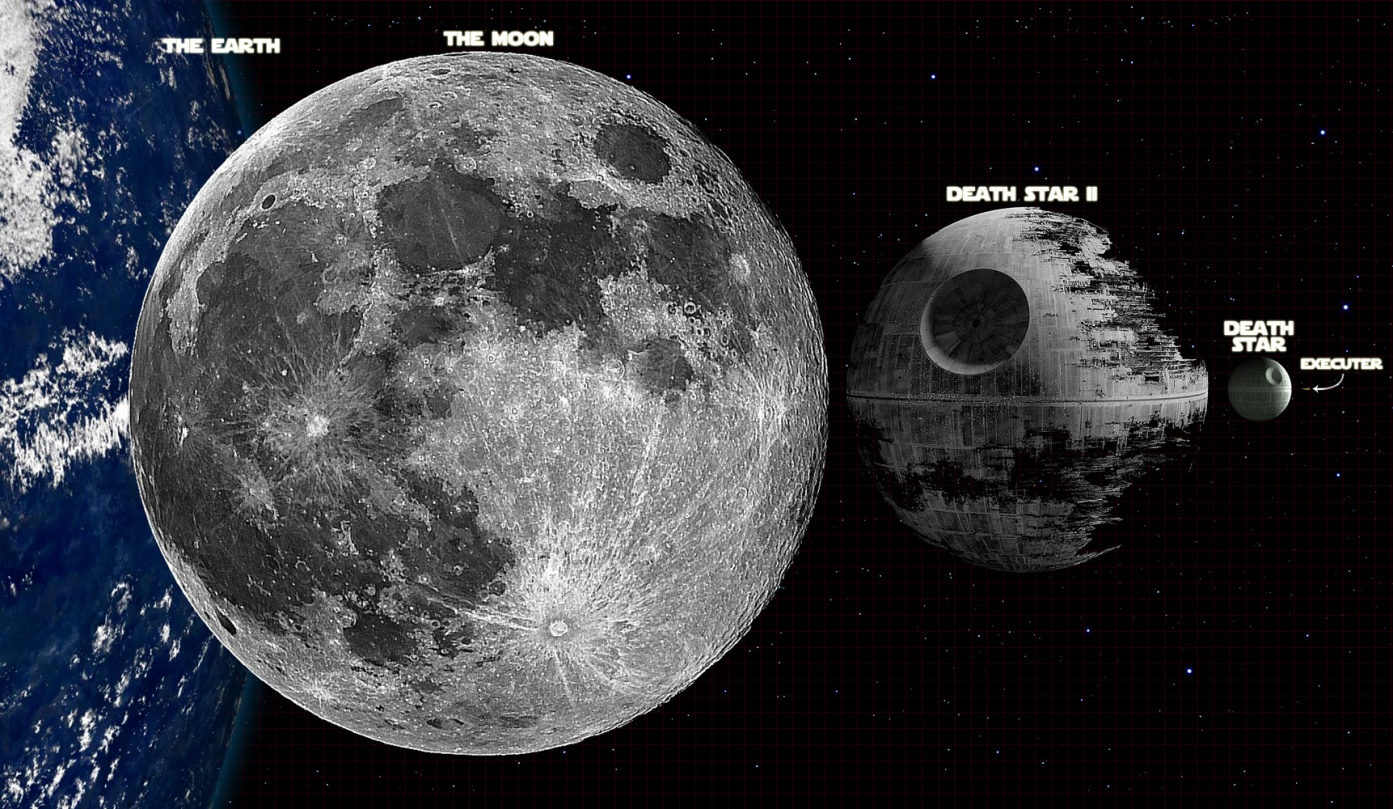 THE EARTH
THE MOON
DEATH STAR II
DEATH
STAR
EXECUTER